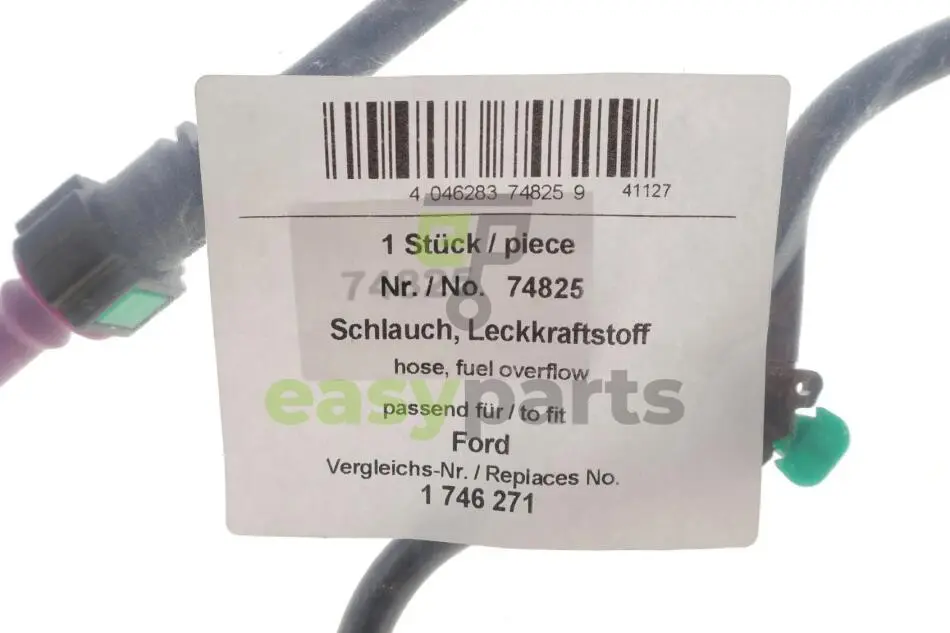 4 046283 748259 41127
1 Stück / piece
Nr. / No. 74825
74825
Schlauch, Leckkraftstoff
hose, fuel overflow
easyparts
passend für / to fit
Ford
Vergleichs-Nr. / Replaces No.
1 746 271